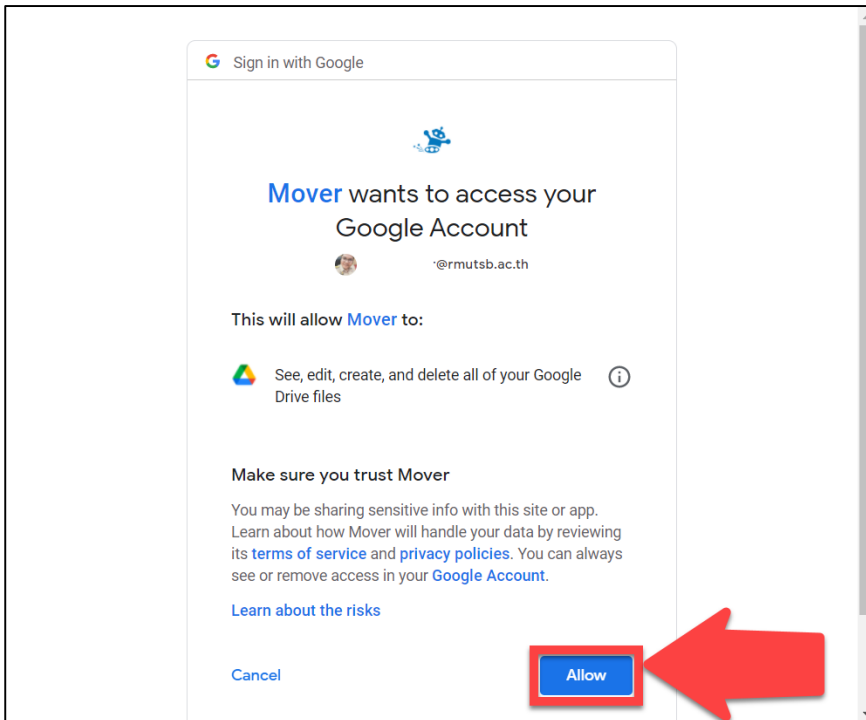 Sign in with Google
Mover wants to access your
Google Account
@rmutsb.ac.th
This will allow Mover to:
See, edit, create, and delete all of your Google
Drive files
Make sure you trust Mover
You may be sharing sensitive info with this site or app.
Learn about how Mover will handle your data by reviewing
its terms of service and privacy policies. You can always
see or remove access in your Google Account.
Learn about the risks
Cancel
Allow